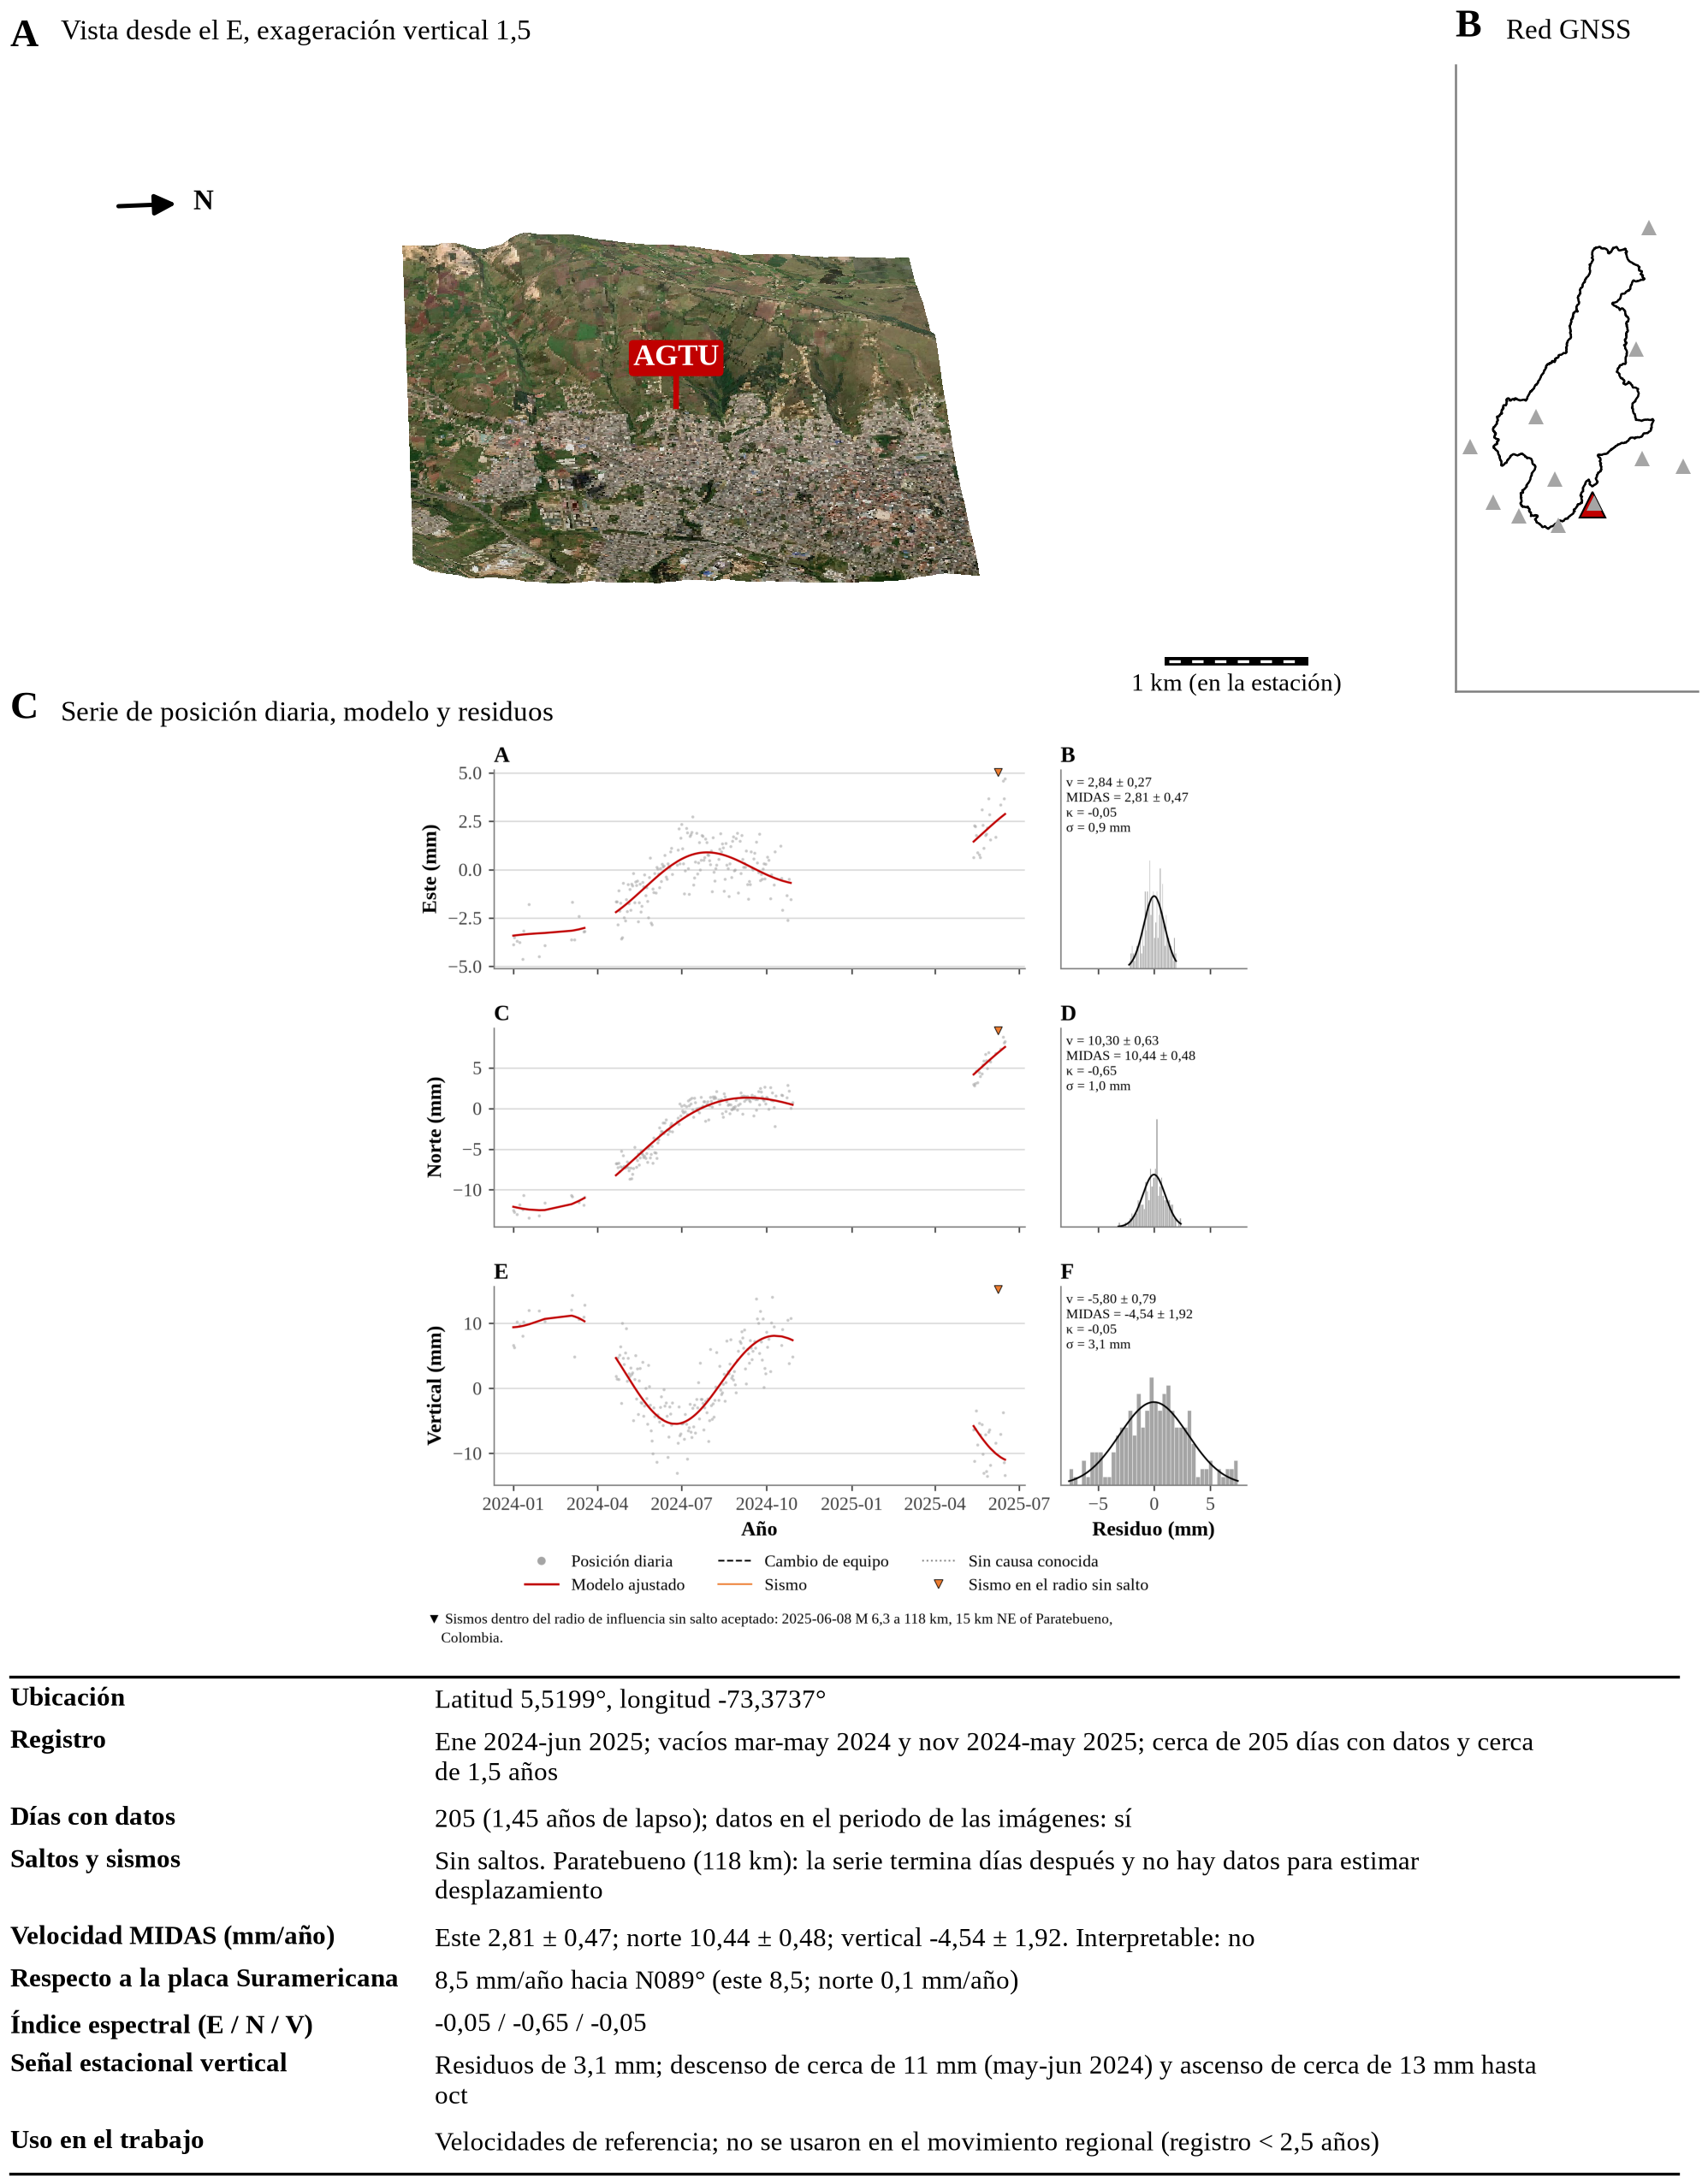 A Vista desde el E, exageración vertical 1,5
B Red GNSS
N
AGTU
1 km (en la estación)
C Serie de posición diaria, modelo y residuos
A
5.0
2.5
0.0
−2.5
−5.0
Este (mm)
B
v = 2,84 ± 0,27
MIDAS = 2,81 ± 0,47
κ = -0,05
σ = 0,9 mm
C
5
0
−5
−10
Norte (mm)
D
v = 10,30 ± 0,63
MIDAS = 10,44 ± 0,48
κ = -0,65
σ = 1,0 mm
E
10
0
−10
Vertical (mm)
2024-01 2024-04 2024-07 2024-10 2025-01 2025-04 2025-07
Año
F
v = -5,80 ± 0,79
MIDAS = -4,54 ± 1,92
κ = -0,05
σ = 3,1 mm
−5 0 5
Residuo (mm)
Posición diaria Cambio de equipo Sin causa conocida
Modelo ajustado Sismo Sismo en el radio sin salto
▼ Sismos dentro del radio de influencia sin salto aceptado: 2025-06-08 M 6,3 a 118 km, 15 km NE of Paratebueno,
Colombia.
Ubicación Latitud 5,5199°, longitud -73,3737°
Registro Ene 2024-jun 2025; vacíos mar-may 2024 y nov 2024-may 2025; cerca de 205 días con datos y cerca
de 1,5 años
Días con datos 205 (1,45 años de lapso); datos en el periodo de las imágenes: sí
Saltos y sismos Sin saltos. Paratebueno (118 km): la serie termina días después y no hay datos para estimar
desplazamiento
Velocidad MIDAS (mm/año) Este 2,81 ± 0,47; norte 10,44 ± 0,48; vertical -4,54 ± 1,92. Interpretable: no
Respecto a la placa Suramericana 8,5 mm/año hacia N089° (este 8,5; norte 0,1 mm/año)
Índice espectral (E / N / V) -0,05 / -0,65 / -0,05
Señal estacional vertical Residuos de 3,1 mm; descenso de cerca de 11 mm (may-jun 2024) y ascenso de cerca de 13 mm hasta
oct
Uso en el trabajo Velocidades de referencia; no se usaron en el movimiento regional (registro < 2,5 años)